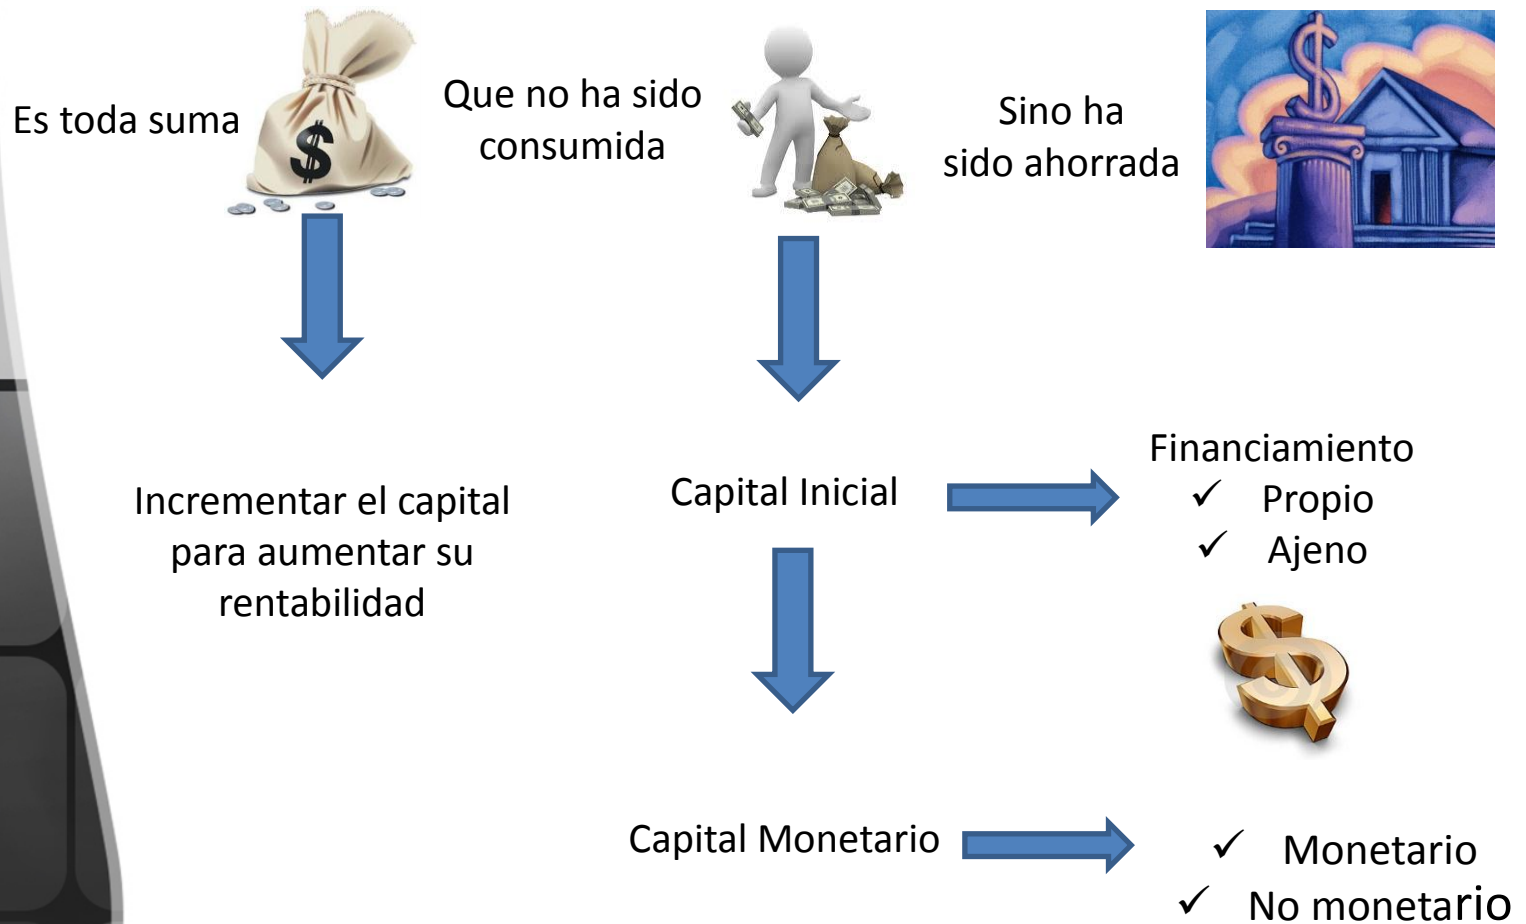 Es toda suma
Que no ha sido
consumida
Sino ha
sido ahorrada
Incrementar el capital
para aumentar su
rentabilidad
Capital Inicial
Financiamiento
✓ Propio
✓ Ajeno
Capital Monetario
✓ Monetario
✓ No monetario